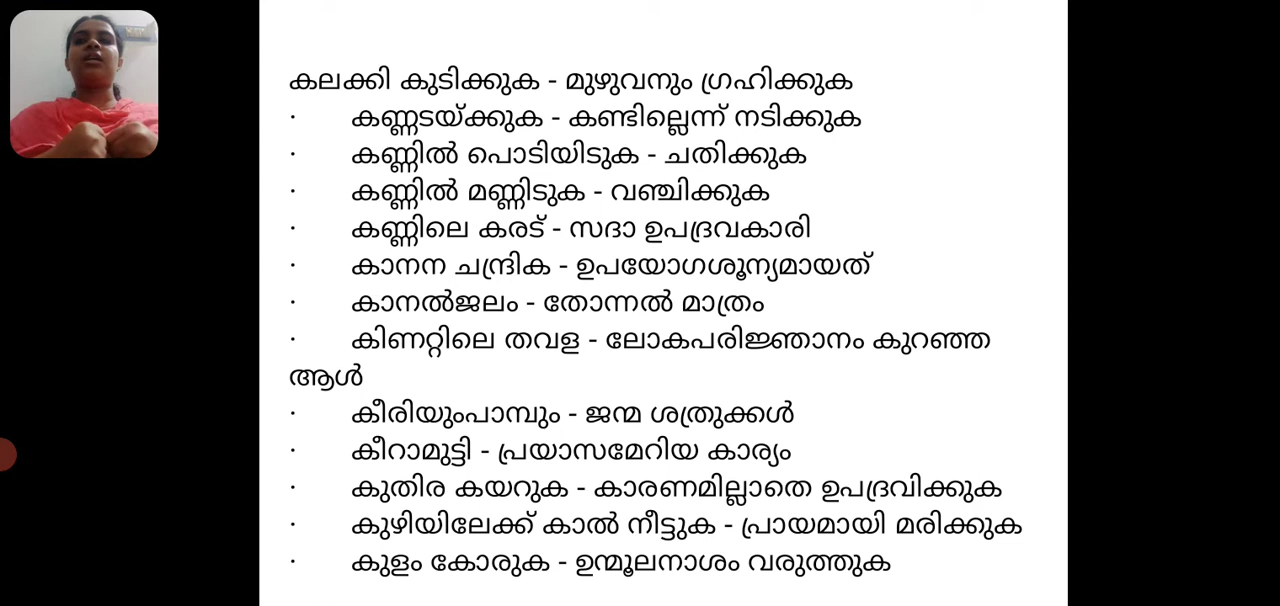 കലക്കി കുടിക്കുക - മുഴുവനും ഗ്രഹിക്കുക
· കണ്ണടയ്ക്കുക - കണ്ടില്ലെന്ന് നടിക്കുക
· കണ്ണിൽ പൊടിയിടുക - ചതിക്കുക
· കണ്ണിൽ മണ്ണിടുക - വഞ്ചിക്കുക
· കണ്ണിലെ കരട് - സദാ ഉപദ്രവകാരി
· കാനന ചന്ദ്രിക - ഉപയോഗശൂന്യമായത്
· കാനൽജലം - തോന്നൽ മാത്രം
· കിണറ്റിലെ തവള - ലോകപരിജ്ഞാനം കുറഞ്ഞ
ആൾ
· കീരിയുംപാമ്പും - ജന്മ ശത്രുക്കൾ
· കീറാമുട്ടി - പ്രയാസമേറിയ കാര്യം
· കുതിര കയറുക - കാരണമില്ലാതെ ഉപദ്രവിക്കുക
· കുഴിയിലേക്ക് കാൽ നീട്ടുക - പ്രായമായി മരിക്കുക
· കുളം കോരുക - ഉന്മൂലനാശം വരുത്തുക